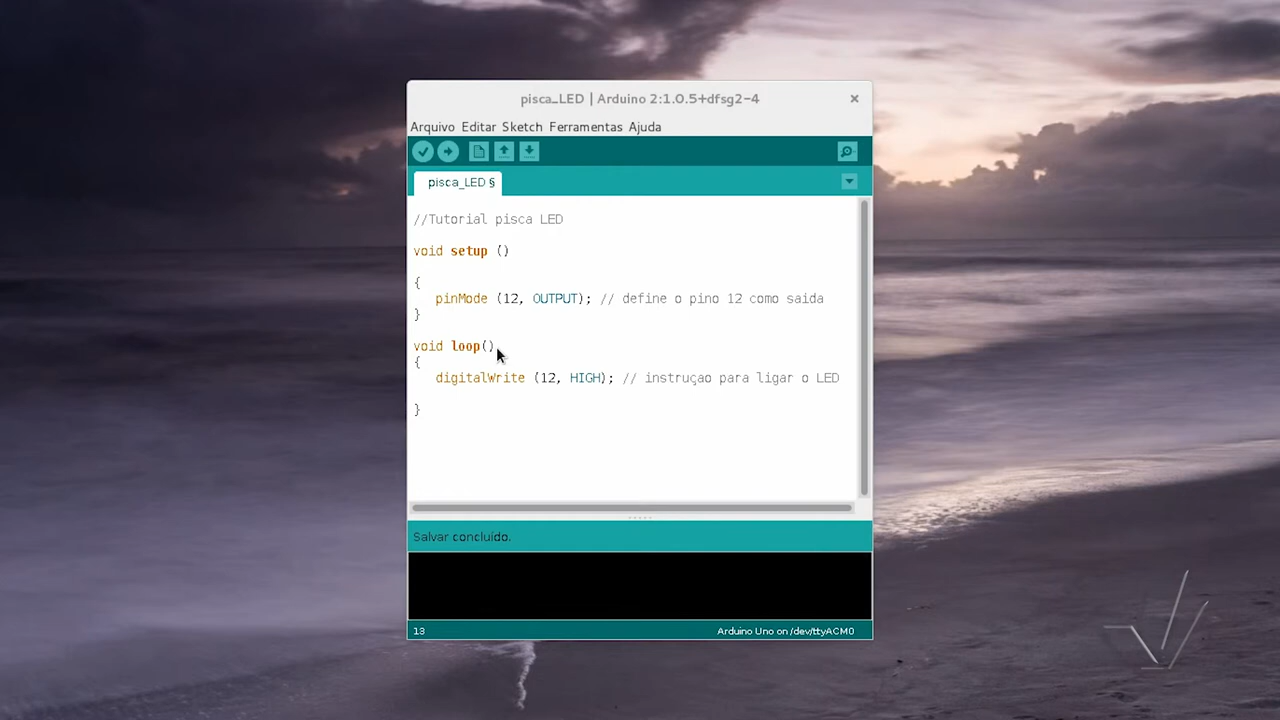 pisca_LED | Arduino 2:1.0.5+dfsg2-4
Arquivo Editar Sketch Ferramentas Ajuda
pisca_LED §
//Tutorial pisca LED
void setup ()
{
pinMode (12, OUTPUT); // define o pino 12 como saida
}
void loop()
{
digitalWrite (12, HIGH); // instruçao para ligar o LED
}
Salvar concluído.
13
Arduino Uno on /dev/ttyACM0